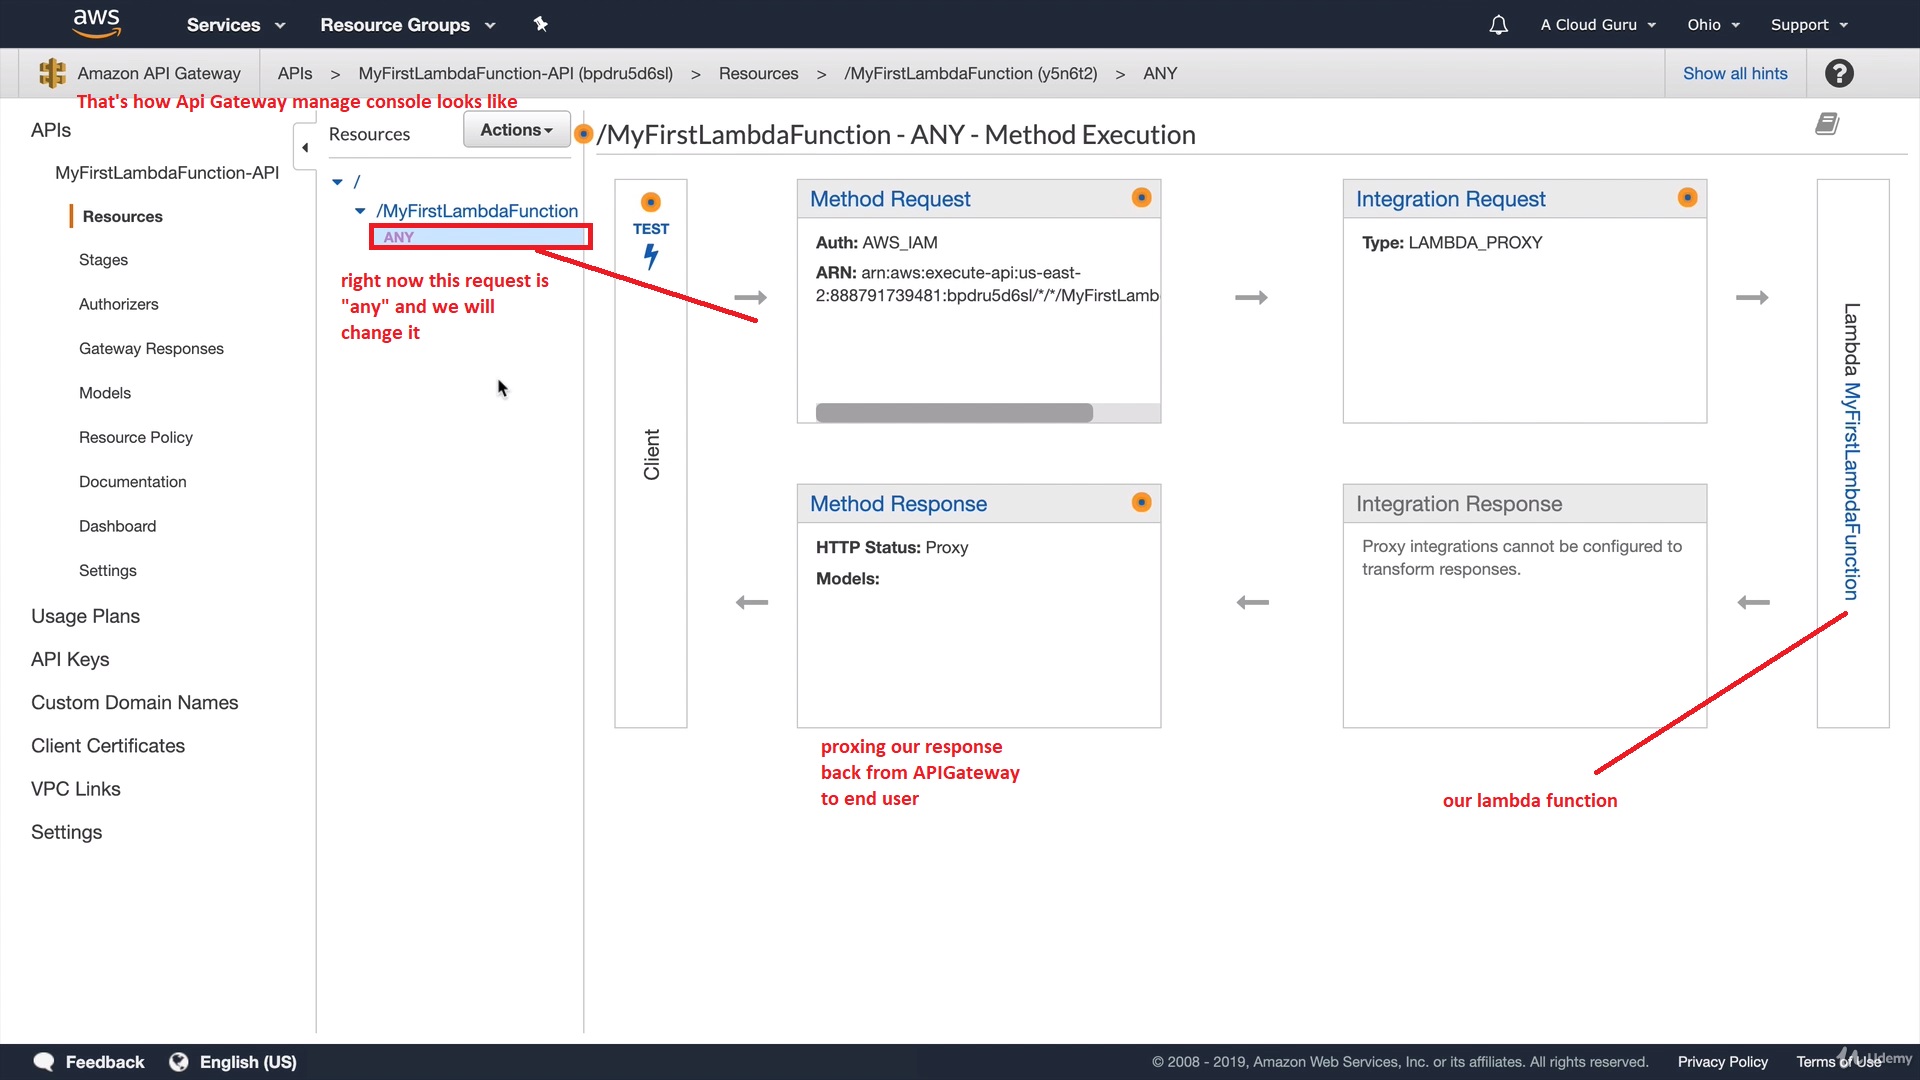 aws
Services
Resource Groups
A Cloud Guru
Ohio
Support
Amazon API Gateway
APIs > MyFirstLambdaFunction-API (bpdru5d6sl) > Resources > /MyFirstLambdaFunction (y5n6t2) > ANY
Show all hints
?
That's how Api Gateway manage console looks like
APIs
MyFirstLambdaFunction-API
Resources
Stages
Authorizers
Gateway Responses
Models
Resource Policy
Documentation
Dashboard
Settings
Usage Plans
API Keys
Custom Domain Names
Client Certificates
VPC Links
Settings
Resources
Actions
/
/MyFirstLambdaFunction
ANY
right now this request is
"any" and we will
change it
/MyFirstLambdaFunction - ANY - Method Execution
TEST
Client
Method Request
Auth: AWS_IAM
ARN: arn:aws:execute-api:us-east-
2:888791739481:bpdru5d6sl/*/*/MyFirstLamb
Integration Request
Type: LAMBDA_PROXY
Lambda MyFirstLambdaFunction
Method Response
HTTP Status: Proxy
Models:
Integration Response
Proxy integrations cannot be configured to
transform responses.
proxing our response
back from APIGateway
to end user
our lambda function
Feedback
English (US)
© 2008 - 2019, Amazon Web Services, Inc. or its affiliates. All rights reserved.
Privacy Policy
Terms of Use
Udemy